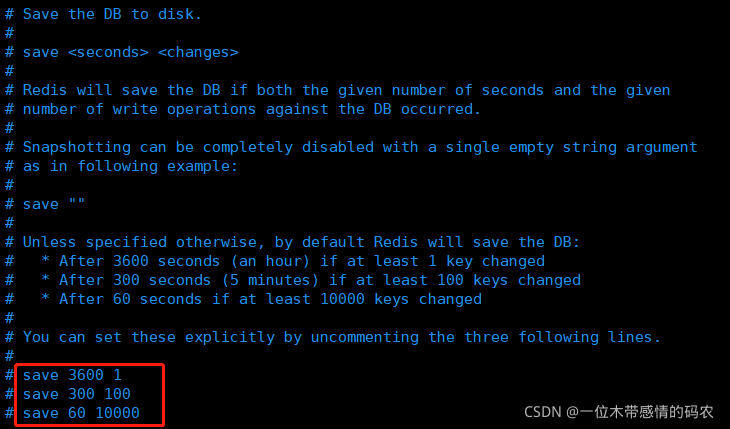 # Save the DB to disk.
#
# save <seconds> <changes>
#
# Redis will save the DB if both the given number of seconds and the given
# number of write operations against the DB occurred.
#
# Snapshotting can be completely disabled with a single empty string argument
# as in following example:
#
# save ""
#
# Unless specified otherwise, by default Redis will save the DB:
#   * After 3600 seconds (an hour) if at least 1 key changed
#   * After 300 seconds (5 minutes) if at least 100 keys changed
#   * After 60 seconds if at least 10000 keys changed
#
# You can set these explicitly by uncommenting the three following lines.
#
# save 3600 1
# save 300 100
# save 60 10000
CSDN @一位木带感情的码农